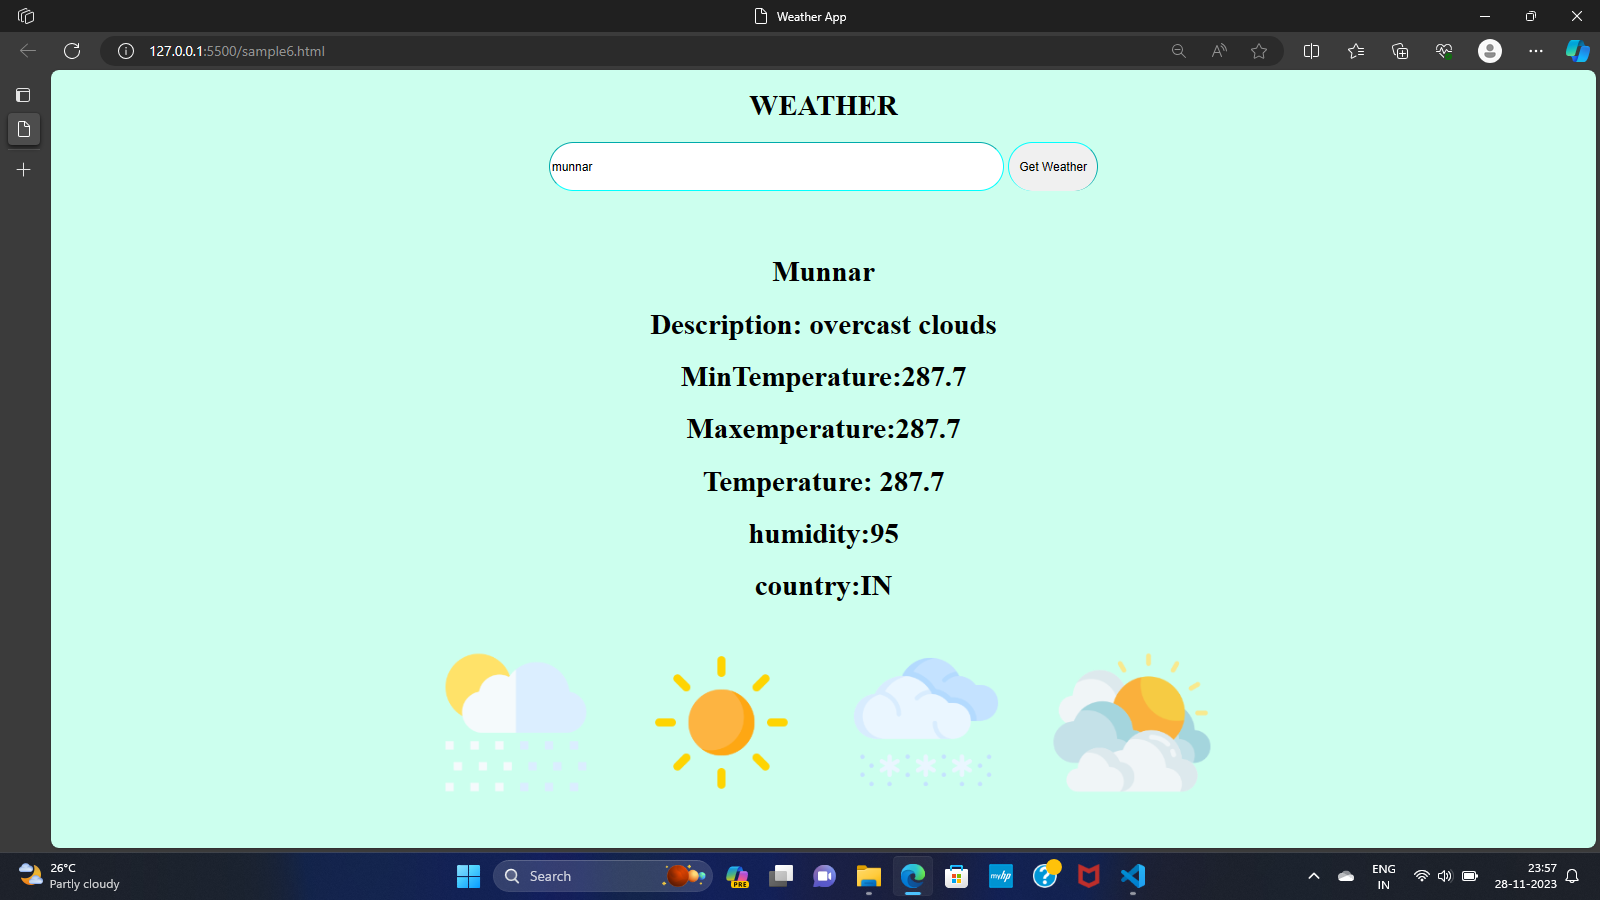 Weather App
127.0.0.1:5500/sample6.html
WEATHER
munnar
Get Weather
Munnar
Description: overcast clouds
MinTemperature:287.7
Maxemperature:287.7
Temperature: 287.7
humidity:95
country:IN
26°C
Partly cloudy
Search
PRE
myhp
ENG
IN
23:57
28-11-2023